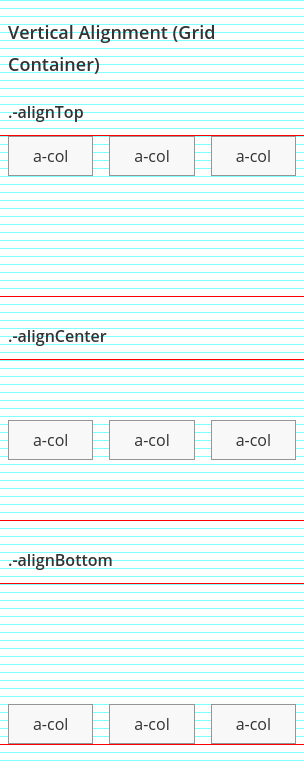 Vertical Alignment (Grid
Container)
.-alignTop
a-col a-col a-col
.-alignCenter
a-col a-col a-col
.-alignBottom
a-col a-col a-col